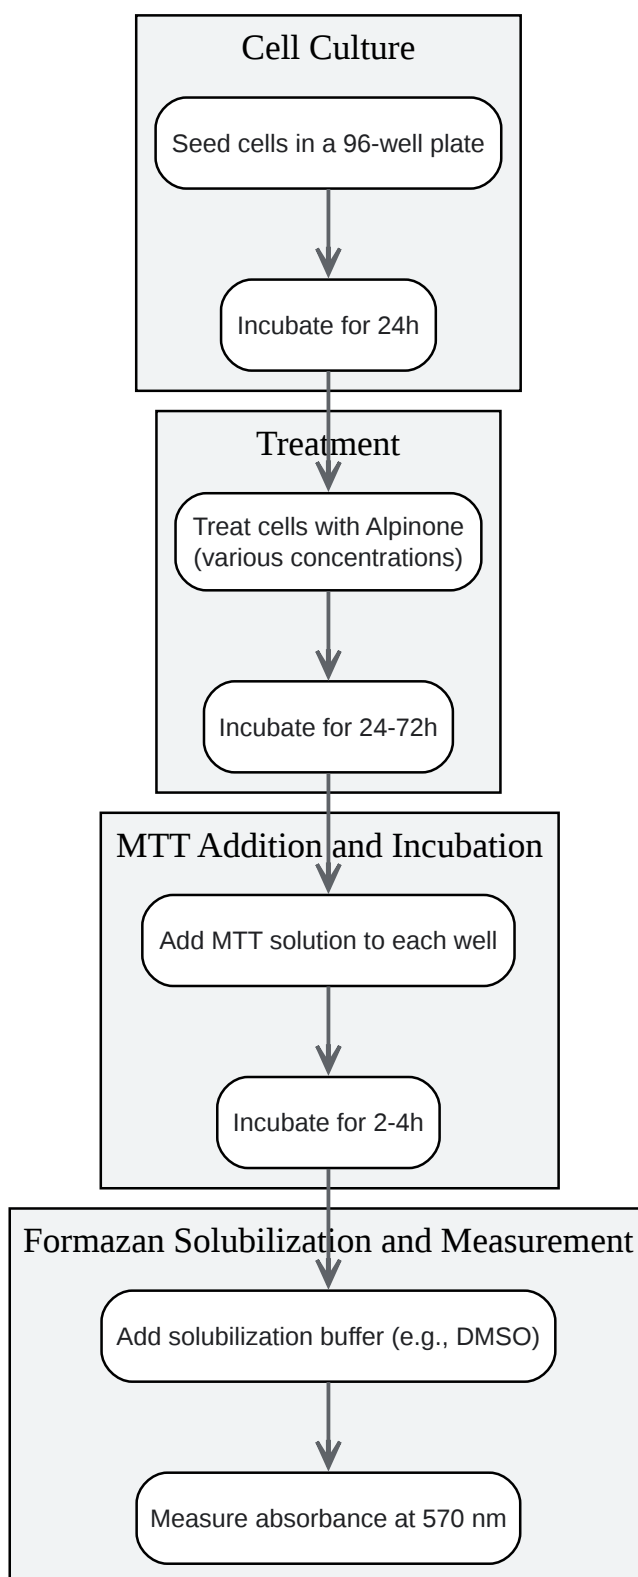 Cell Culture
Seed cells in a 96-well plate
Incubate for 24h
Treatment
Treat cells with Alpinone
(various concentrations)
Incubate for 24-72h
MTT Addition and Incubation
Add MTT solution to each well
Incubate for 2-4h
Formazan Solubilization and Measurement
Add solubilization buffer (e.g., DMSO)
Measure absorbance at 570 nm